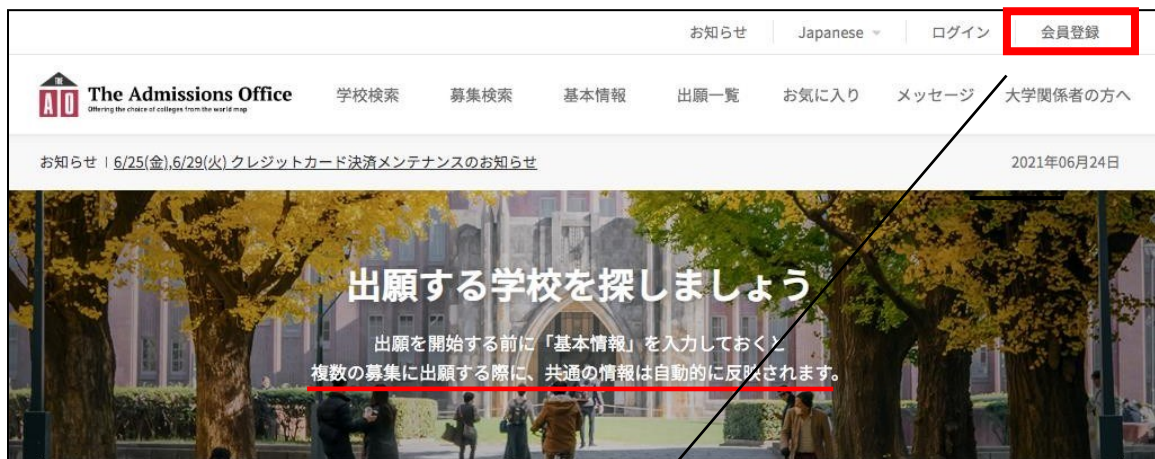 お知らせ Japanese ログイン 会員登録
THE
AO The Admissions Office 学校検索 募集検索 基本情報 出願一覧 お気に入り メッセージ 大学関係者の方へ
Offering the choice of colleges from the world map
お知らせ | 6/25(金),6/29(火) クレジットカード決済メンテナンスのお知らせ 2021年06月24日
出願する学校を探しましょう
出願を開始する前に「基本情報」を入力しておくと
複数の募集に出願する際に、共通の情報は自動的に反映されます。